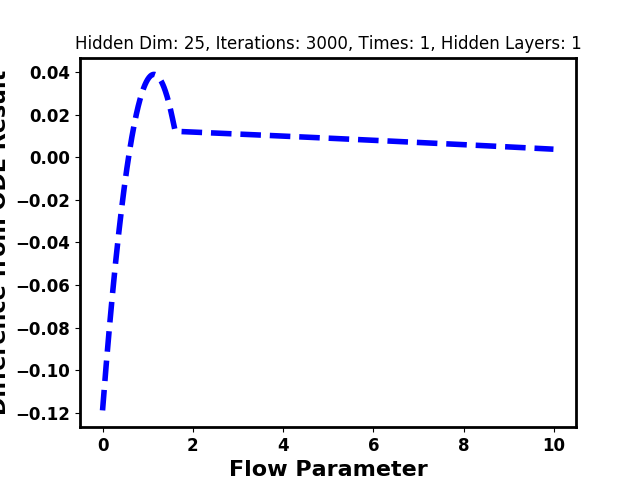 Hidden Dim: 25, Iterations: 3000, Times: 1, Hidden Layers: 1
Difference from ODE Result
0.04
0.02
0.00
−0.02
−0.04
−0.06
−0.08
−0.10
−0.12
0 2 4 6 8 10
Flow Parameter